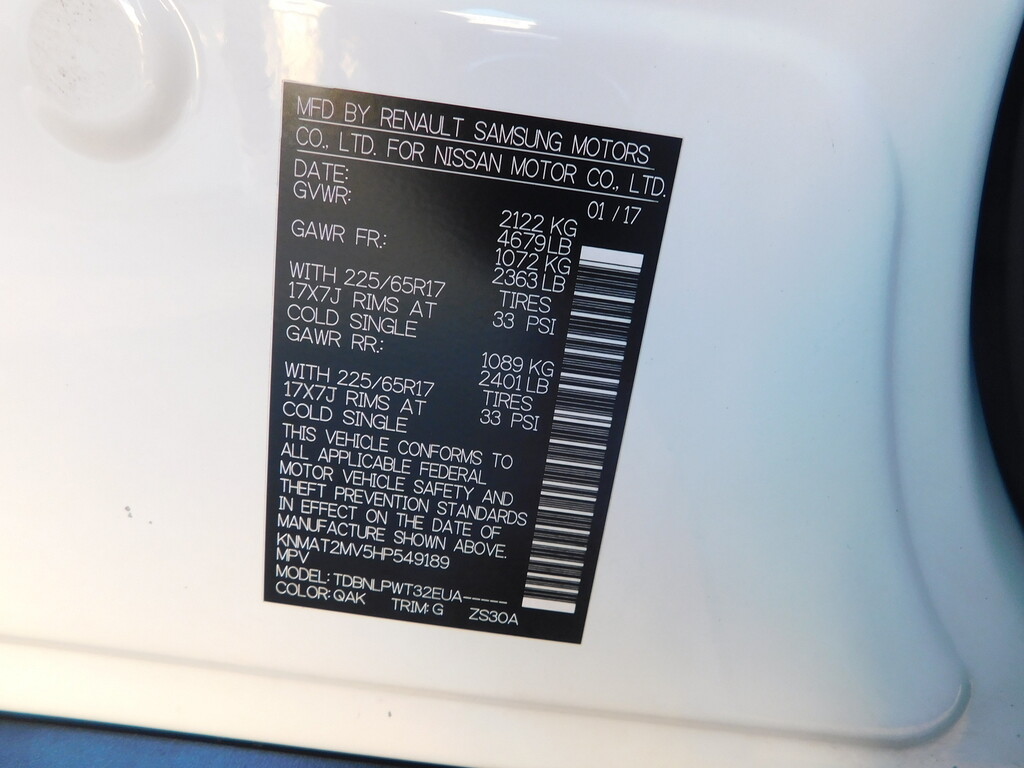 MFD BY RENAULT SAMSUNG MOTORS
CO., LTD. FOR NISSAN MOTOR CO., LTD.
DATE: 01 / 17
GVWR: 2122 KG
4679 LB
GAWR FR.: 1072 KG
2363 LB
WITH 225/65R17 TIRES
17X7J RIMS AT 33 PSI
COLD SINGLE
GAWR RR.: 1089 KG
2401 LB
WITH 225/65R17 TIRES
17X7J RIMS AT 33 PSI
COLD SINGLE
THIS VEHICLE CONFORMS TO
ALL APPLICABLE FEDERAL
MOTOR VEHICLE SAFETY AND
THEFT PREVENTION STANDARDS
IN EFFECT ON THE DATE OF
MANUFACTURE SHOWN ABOVE.
KNMAT2MV5HP549189
MPV
MODEL: TDBNLPWT32EUA-----
COLOR: QAK TRIM: G ZS30A